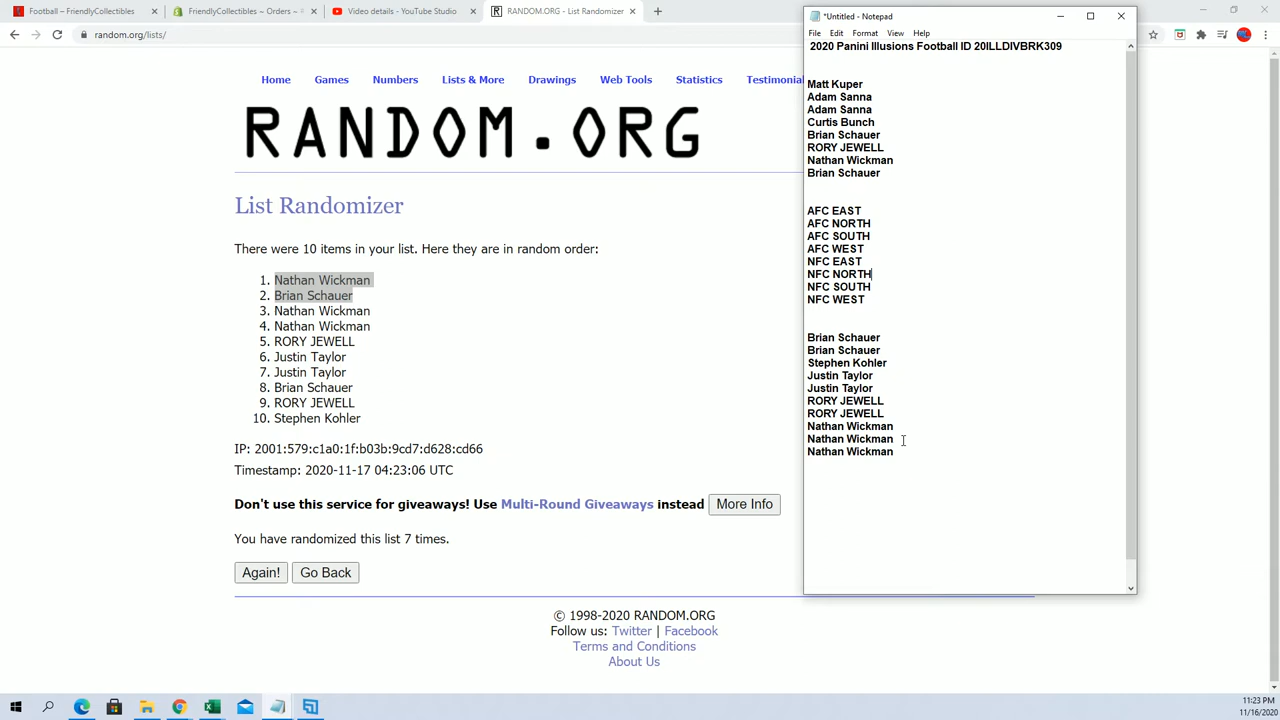 Football – FriendlyCollectibles
FriendlyCollectibles ~ Orders ~
Video details - YouTube Studio
RANDOM.ORG - List Randomizer
random.org/lists/
Home
Games
Numbers
Lists & More
Drawings
Web Tools
Statistics
Testimonia
RANDOM.ORG
List Randomizer
There were 10 items in your list. Here they are in random order:
1. Nathan Wickman
2. Brian Schauer
3. Nathan Wickman
4. Nathan Wickman
5. RORY JEWELL
6. Justin Taylor
7. Justin Taylor
8. Brian Schauer
9. RORY JEWELL
10. Stephen Kohler
IP: 2001:579:c1a0:1f:b03b:9cd7:d628:cd66
Timestamp: 2020-11-17 04:23:06 UTC
Don't use this service for giveaways! Use Multi-Round Giveaways instead More Info
You have randomized this list 7 times.
Again! Go Back
© 1998-2020 RANDOM.ORG
Follow us: Twitter | Facebook
Terms and Conditions
About Us
*Untitled - Notepad
File Edit Format View Help
2020 Panini Illusions Football ID 20ILLDIVBRK309
Matt Kuper
Adam Sanna
Adam Sanna
Curtis Bunch
Brian Schauer
RORY JEWELL
Nathan Wickman
Brian Schauer
AFC EAST
AFC NORTH
AFC SOUTH
AFC WEST
NFC EAST
NFC NORTH
NFC SOUTH
NFC WEST
Brian Schauer
Brian Schauer
Stephen Kohler
Justin Taylor
Justin Taylor
RORY JEWELL
RORY JEWELL
Nathan Wickman
Nathan Wickman
Nathan Wickman
11:23 PM
11/16/2020